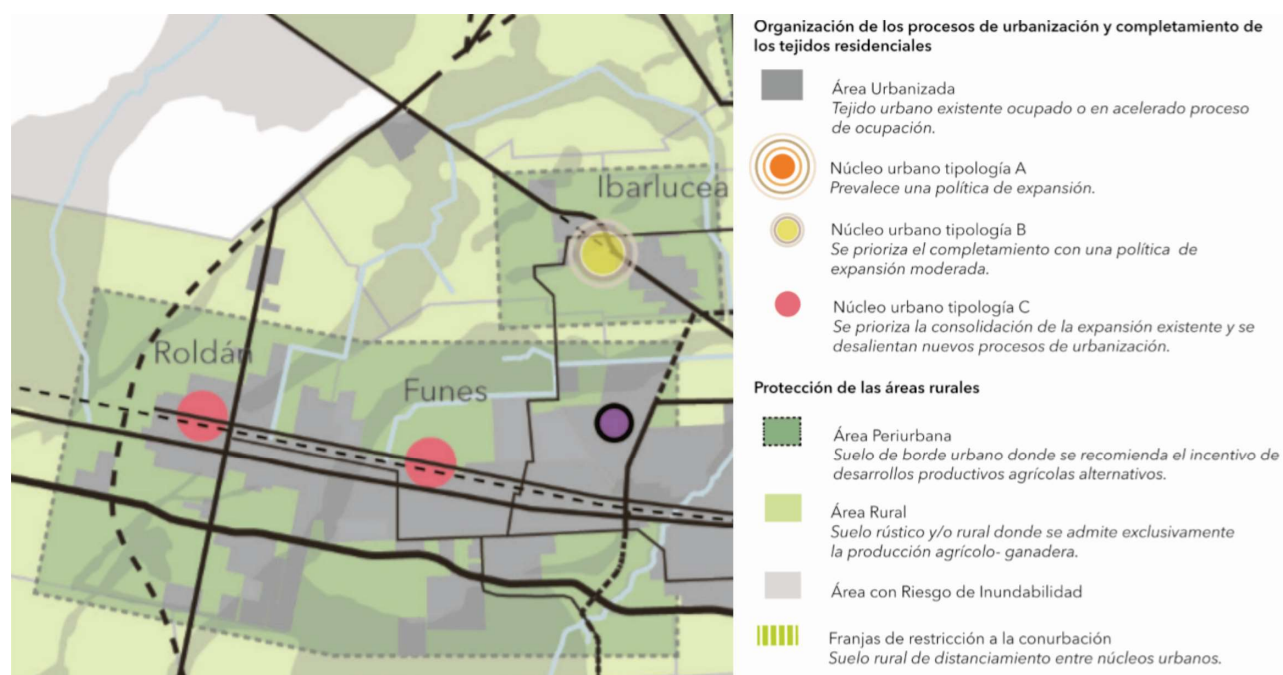 Organización de los procesos de urbanización y completamiento de
los tejidos residenciales
Área Urbanizada
Tejido urbano existente ocupado o en acelerado proceso
de ocupación.
Núcleo urbano tipología A
Prevalece una política de expansión.
Núcleo urbano tipología B
Se prioriza el completamiento con una política de
expansión moderada.
Núcleo urbano tipología C
Se prioriza la consolidación de la expansión existente y se
desalientan nuevos procesos de urbanización.
Protección de las áreas rurales
Área Periurbana
Suelo de borde urbano donde se recomienda el incentivo de
desarrollos productivos agrícolas alternativos.
Área Rural
Suelo rústico y/o rural donde se admite exclusivamente
la producción agrícolo- ganadera.
Área con Riesgo de Inundabilidad
Franjas de restricción a la conurbación
Suelo rural de distanciamiento entre núcleos urbanos.
Ibarlucea
Roldán
Funes